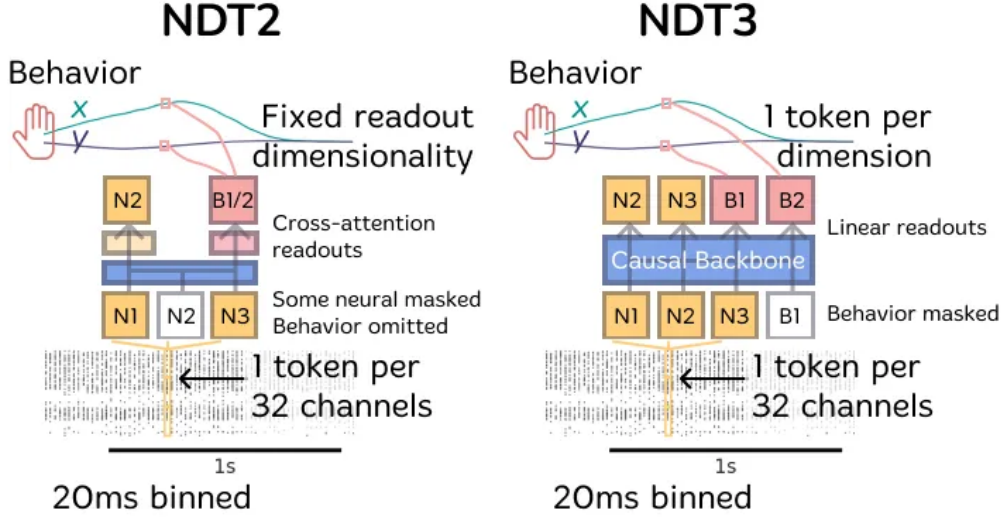 NDT2
Behavior
x
y
Fixed readout
dimensionality
N2
B1/2
Cross-attention
readouts
N1
N2
N3
Some neural masked
Behavior omitted
1 token per
32 channels
1s
20ms binned
NDT3
Behavior
x
y
1 token per
dimension
N2
N3
B1
B2
Linear readouts
Causal Backbone
N1
N2
N3
B1
Behavior masked
1 token per
32 channels
1s
20ms binned